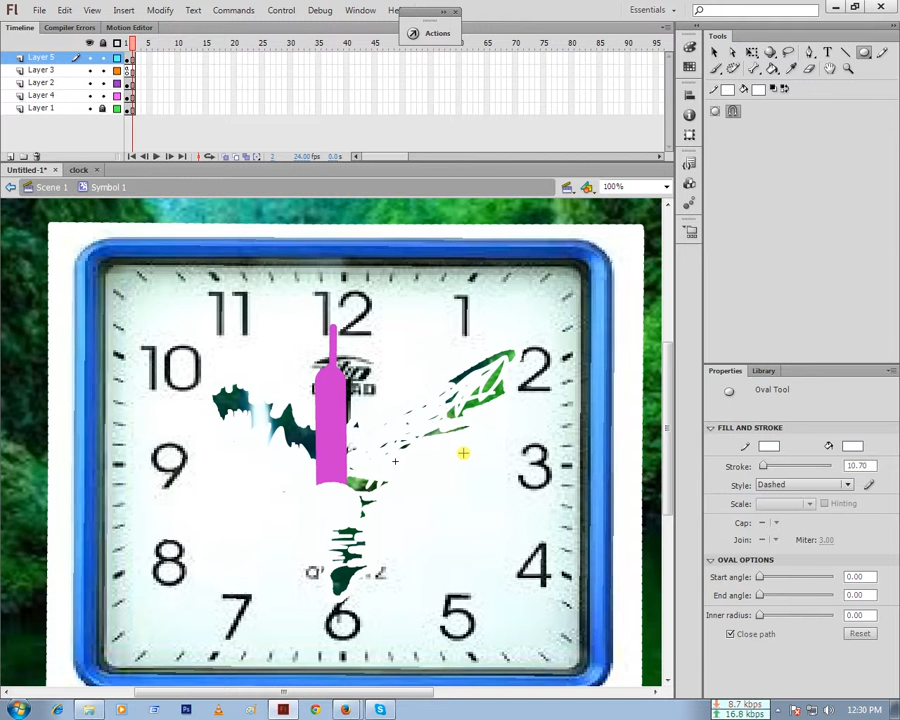 Fl File Edit View Insert Modify Text Commands Control Debug Window Essentials
Actions
Timeline Compiler Errors Motion Editor
1 5 10 15 20 25 30 35 40 45 50 55 60 65 70 75 80 85 90 95
Layer 5
Layer 3
Layer 2
Layer 4
Layer 1
2 24.00 fps 0.0 s
Untitled-1* × clock ×
Scene 1 Symbol 1 100%
11 12 1
10 2
9 3
8 4
7 6 5
Tools
Properties Library
Oval Tool
FILL AND STROKE
Stroke: 10.70
Style: Dashed
Scale: Hinting
Cap:
Join: Miter: 3.00
OVAL OPTIONS
Start angle: 0.00
End angle: 0.00
Inner radius: 0.00
Close path Reset
8.7 kbps
16.8 kbps
12:30 PM